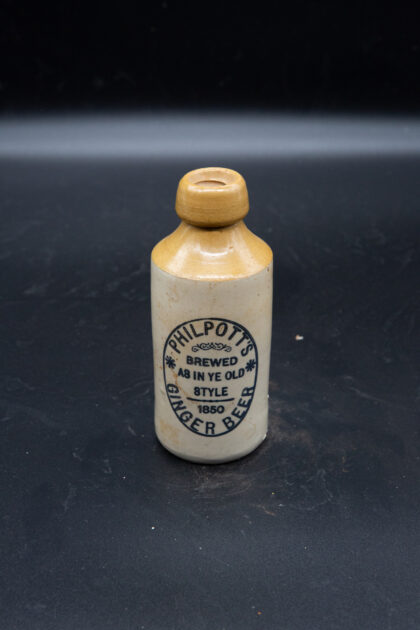 PHILPOTT'S
BREWED
AS IN YE OLD
STYLE
1850
GINGER BEER